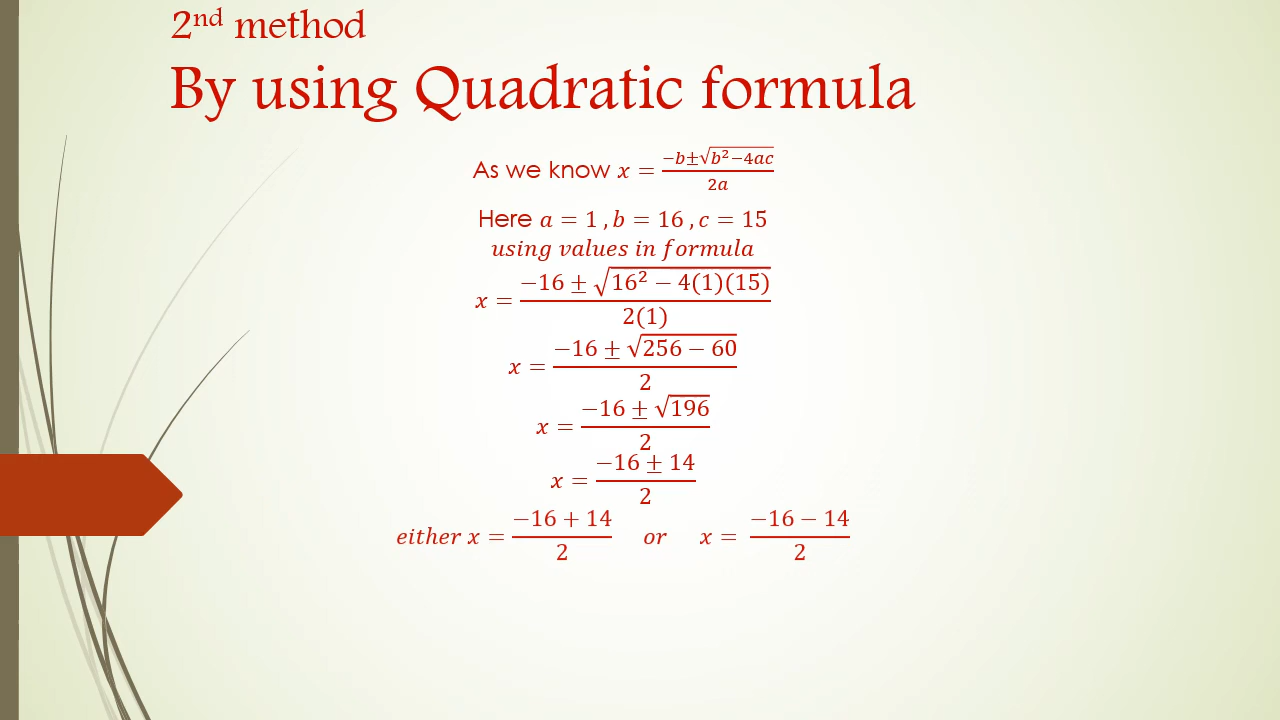 2ⁿᵈ method
By using Quadratic formula
As we know x = (−b±√(b²−4ac))/(2a)
Here a = 1 , b = 16 , c = 15
using values in formula
x = (−16 ± √(16² − 4(1)(15)))/(2(1))
x = (−16 ± √(256 − 60))/2
x = (−16 ± √196)/2
x = (−16 ± 14)/2
either x = (−16 + 14)/2 or x = (−16 − 14)/2